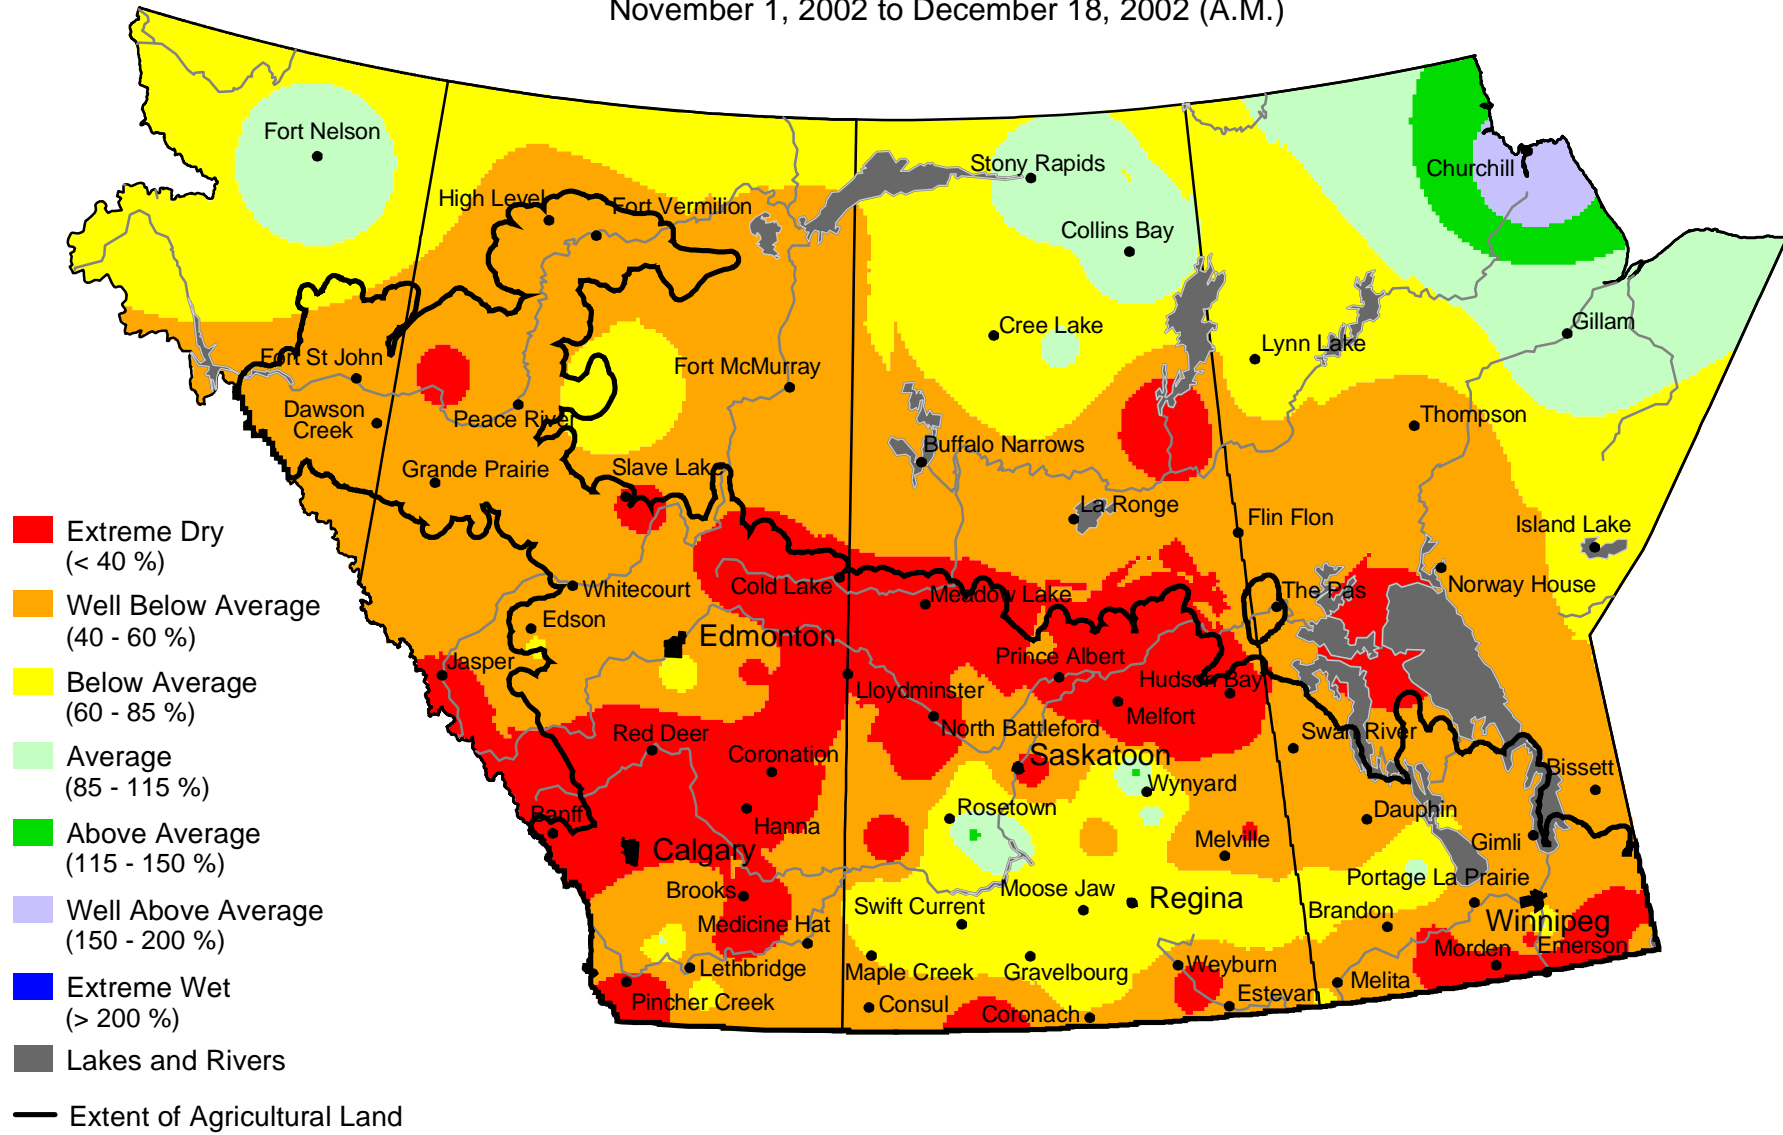 November 1, 2002 to December 18, 2002 (A.M.)
Fort Nelson
Stony Rapids
Churchill
High Level
Fort Vermilion
Collins Bay
Cree Lake
Gillam
Lynn Lake
Fort St John
Fort McMurray
Dawson
Creek
Peace River
Thompson
Buffalo Narrows
Grande Prairie
Slave Lake
La Ronge
Flin Flon
Island Lake
Whitecourt
Cold Lake
Meadow Lake
The Pas
Norway House
Edson
Edmonton
Jasper
Prince Albert
Hudson Bay
Lloydminster
Melfort
North Battleford
Red Deer
Coronation
Saskatoon
Swan River
Wynyard
Bissett
Banff
Hanna
Rosetown
Dauphin
Calgary
Melville
Gimli
Brooks
Moose Jaw
Regina
Portage La Prairie
Swift Current
Brandon
Medicine Hat
Winnipeg
Morden
Emerson
Lethbridge
Maple Creek
Gravelbourg
Weyburn
Melita
Pincher Creek
Consul
Coronach
Estevan
Extreme Dry
(< 40 %)
Well Below Average
(40 - 60 %)
Below Average
(60 - 85 %)
Average
(85 - 115 %)
Above Average
(115 - 150 %)
Well Above Average
(150 - 200 %)
Extreme Wet
(> 200 %)
Lakes and Rivers
Extent of Agricultural Land